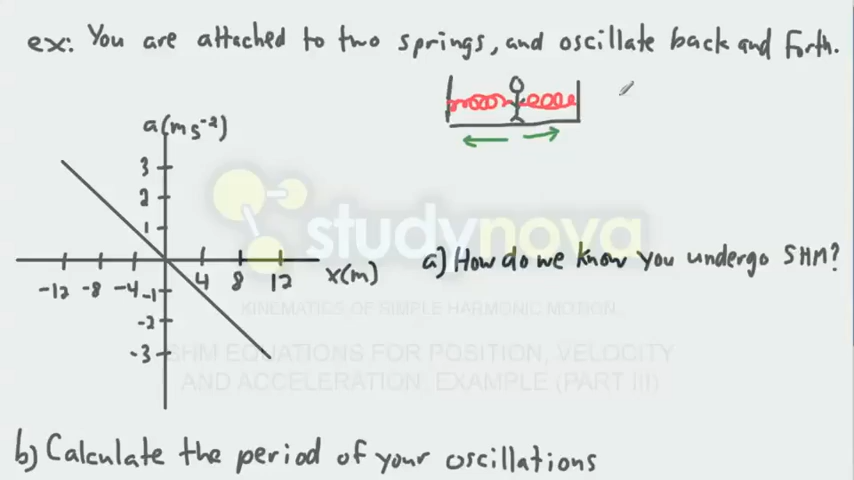 ex: You are attached to two springs, and oscillate back and forth.
a(ms⁻²)
3
2
1
-12 -8 -4
4 8 12
x(m)
-1
-2
-3
studynova
a) How do we know you undergo SHM?
KINEMATICS OF SIMPLE HARMONIC MOTION
SHM EQUATIONS FOR POSITION, VELOCITY
AND ACCELERATION, EXAMPLE (PART III)
b) Calculate the period of your oscillations